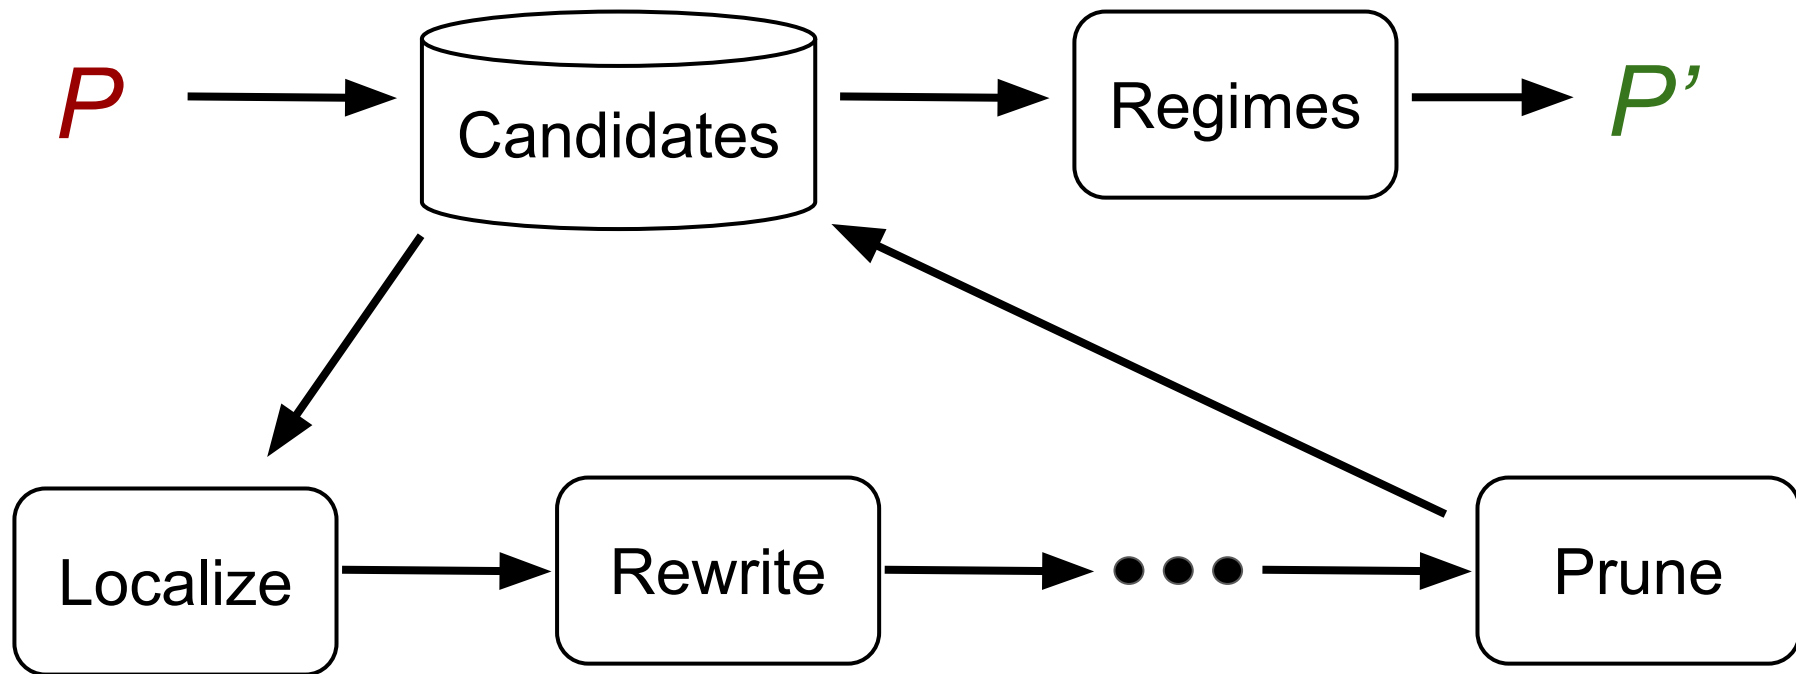 P
Candidates
Regimes
P’
Localize
Rewrite
Prune